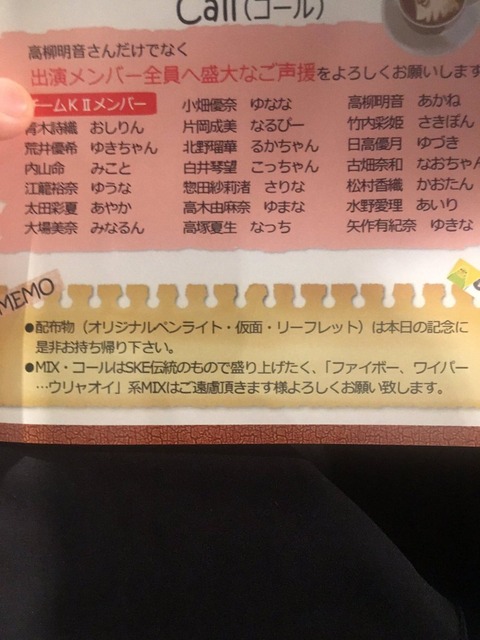 Call(コール)
高柳明音さんだけでなく
出演メンバー全員へ盛大なご声援をよろしくお願いします
チームKⅡメンバー
青木詩織 おしりん
荒井優希 ゆきちゃん
内山命 みこと
江籠裕奈 ゆうな
太田彩夏 あやか
大場美奈 みなるん
小畑優奈 ゆなな
片岡成美 なるぴー
北野瑠華 るかちゃん
白井琴望 こっちゃん
惣田紗莉渚 さりな
高木由麻奈 ゆまな
高塚夏生 なっち
高柳明音 あかね
竹内彩姫 さきぽん
日高優月 ゆづき
古畑奈和 なおちゃん
松村香織 かおたん
水野愛理 あいり
矢作有紀奈 ゆきな
MEMO
●配布物(オリジナルペンライト・仮面・リーフレット)は本日の記念に
是非お持ち帰り下さい。
●MIX・コールはSKE伝統のもので盛り上げたく、「ファイボー、ワイパー
…ウリャオイ」系MIXはご遠慮頂きます様よろしくお願い致します。